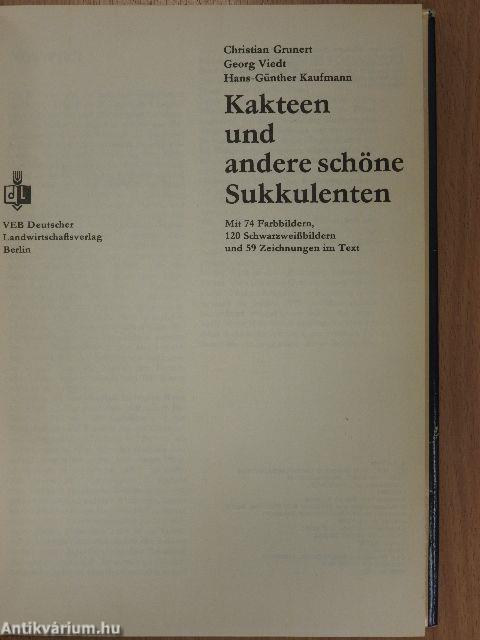 Christian Grunert
Georg Viedt
Hans-Günther Kaufmann
Kakteen
und
andere schöne
Sukkulenten
Mit 74 Farbbildern,
120 Schwarzweißbildern
und 59 Zeichnungen im Text
dL
VEB Deutscher
Landwirtschaftsverlag
Berlin
Antikvárium.hu